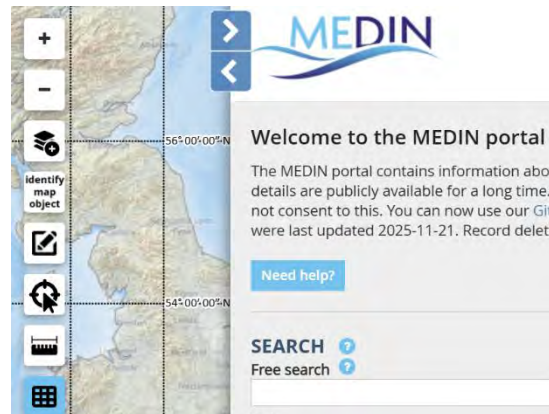 MEDIN
+
−
identify
map
object
56°00'00"N
54°00'00"N
Welcome to the MEDIN portal
The MEDIN portal contains information abo
details are publicly available for a long time.
not consent to this. You can now use our Git
were last updated 2025-11-21. Record delet
Need help?
SEARCH ?
Free search ?